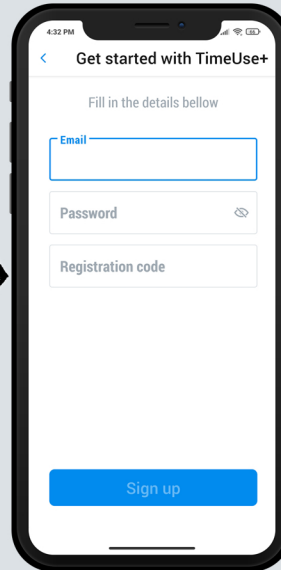 4:32 PM
Get started with TimeUse+
Fill in the details bellow
Email
Password
Registration code
Sign up